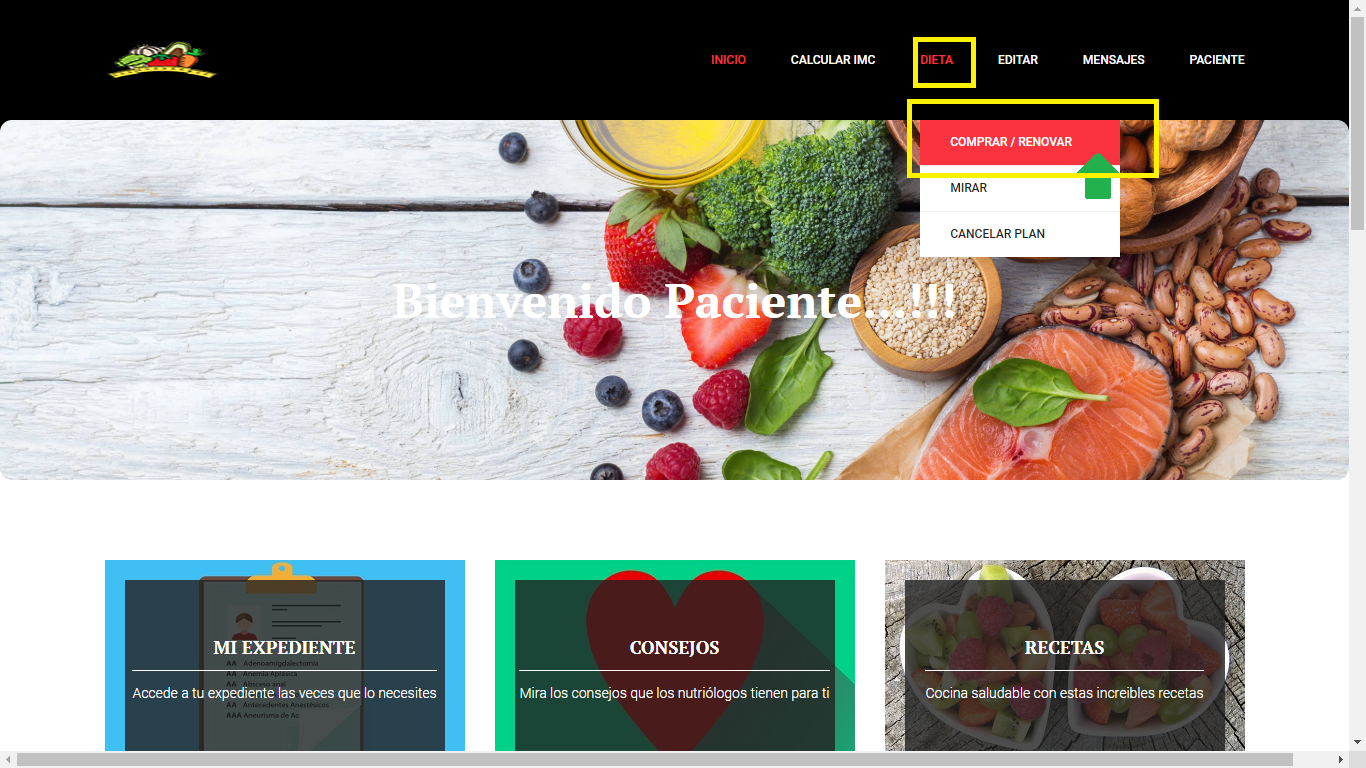 INICIO CALCULAR IMC DIETA EDITAR MENSAJES PACIENTE
COMPRAR / RENOVAR
MIRAR
CANCELAR PLAN
Bienvenido Paciente...!!!
MI EXPEDIENTE
AA Adenoamigdalectomía
AA Anemia Apiásica
AA Absceso anal
Accede a tu expediente las veces que lo necesites
AA Antecedentes Anestésicos
AAA Aneurisma de Ao
CONSEJOS
Mira los consejos que los nutriólogos tienen para ti
RECETAS
Cocina saludable con estas increibles recetas